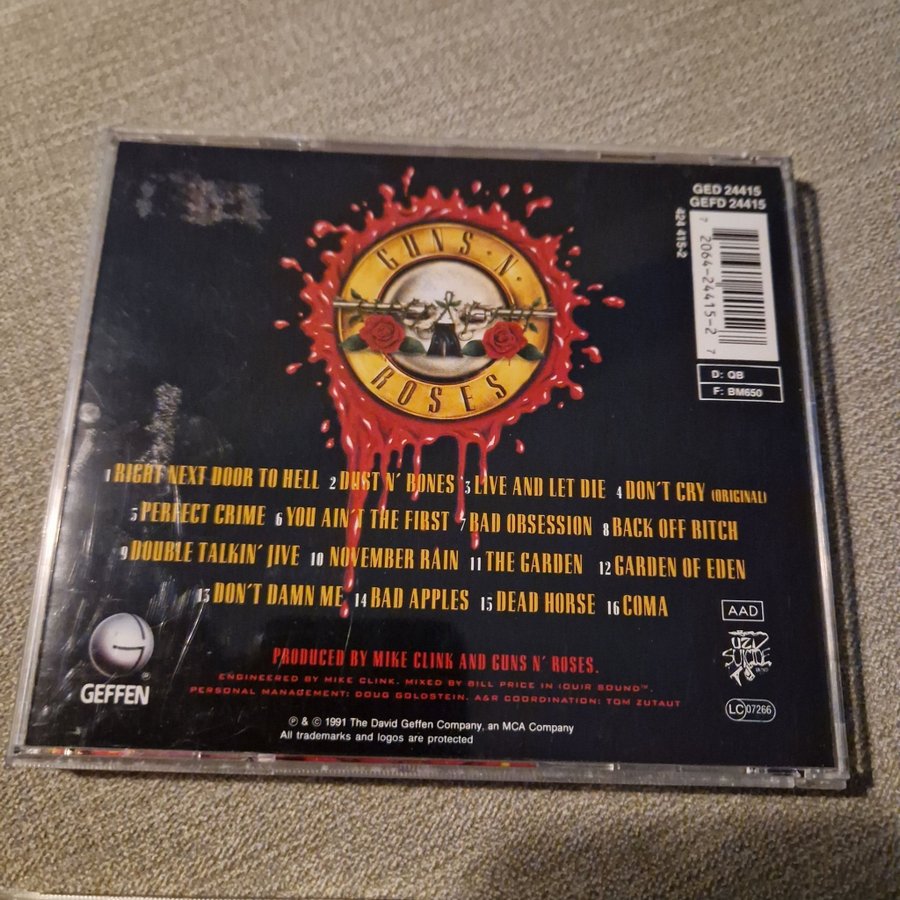 GED 24415
GEFD 24415
424 415-2
7 2064-24415-2 7
D: QB
F: BM650
GUNS N'
ROSES
1 RIGHT NEXT DOOR TO HELL 2 DUST N' BONES 3 LIVE AND LET DIE 4 DON'T CRY (ORIGINAL)
5 PERFECT CRIME 6 YOU AIN'T THE FIRST 7 BAD OBSESSION 8 BACK OFF BITCH
9 DOUBLE TALKIN' JIVE 10 NOVEMBER RAIN 11 THE GARDEN 12 GARDEN OF EDEN
13 DON'T DAMN ME 14 BAD APPLES 15 DEAD HORSE 16 COMA
AAD
UZI
SUICIDE
GEFFEN
®
PRODUCED BY MIKE CLINK AND GUNS N' ROSES.
ENGINEERED BY MIKE CLINK. MIXED BY BILL PRICE IN (QUIR SOUND™.
PERSONAL MANAGEMENT: DOUG GOLDSTEIN. A&R COORDINATION: TOM ZUTAUT
LC 07266
℗ & © 1991 The David Geffen Company, an MCA Company
All trademarks and logos are protected